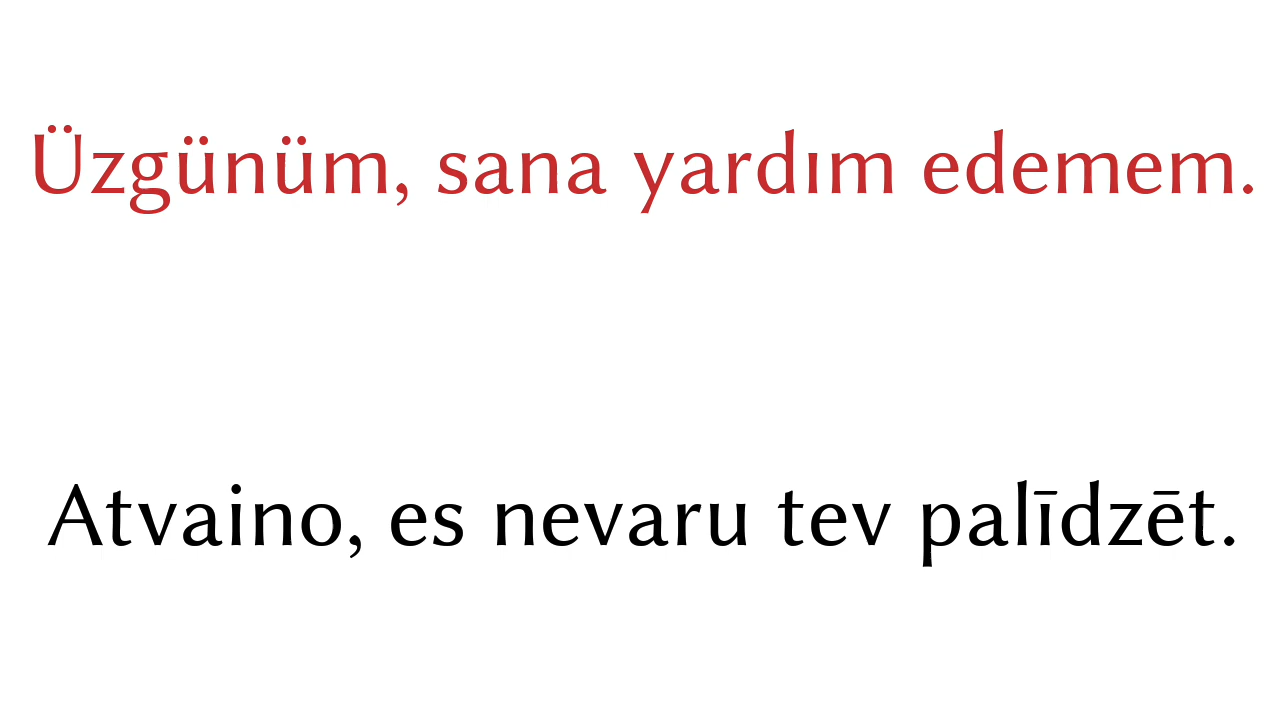 Üzgünüm, sana yardım edemem.
Atvaino, es nevaru tev palīdzēt.